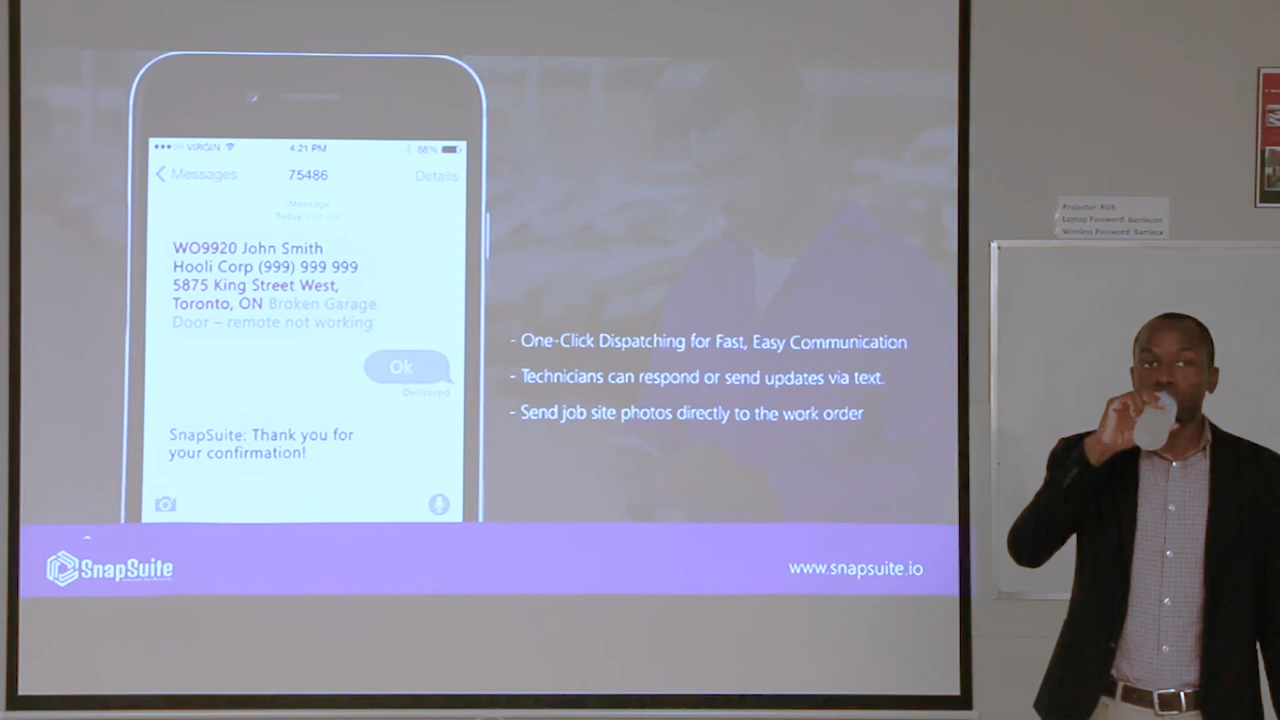 VIRGIN
4:21 PM
88%
Messages
75486
Details
iMessage
Today
WO9920 John Smith
Hooli Corp (999) 999 999
5875 King Street West,
Toronto, ON Broken Garage
Door – remote not working
Ok
Delivered
SnapSuite: Thank you for
your confirmation!
- One-Click Dispatching for Fast, Easy Communication
- Technicians can respond or send updates via text.
- Send job site photos directly to the work order
SnapSuite
www.snapsuite.io
Projector: RGB
Laptop Password:
Wireless Password: